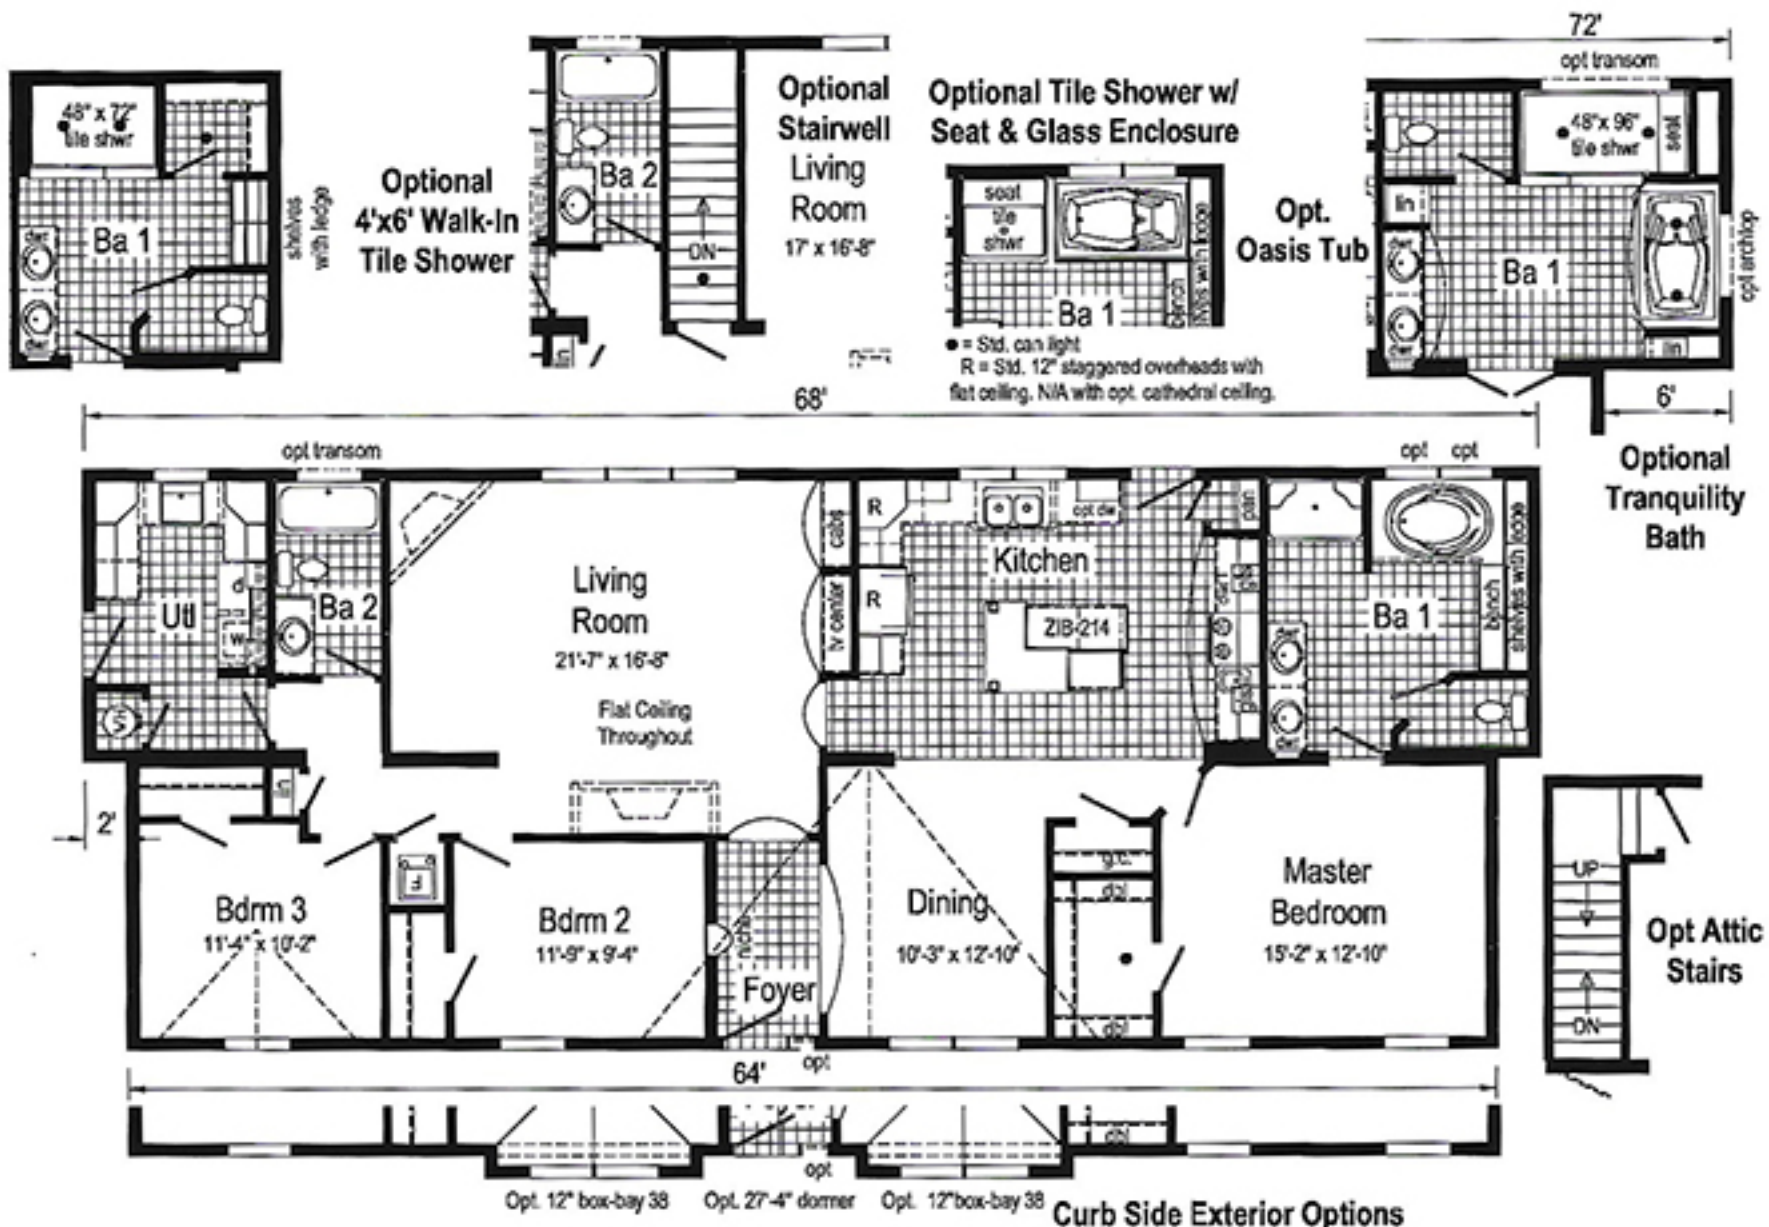 48" x 72"
tile shwr
Ba 1
dwr
dwr
shelves
with ledge
Optional
4'x6' Walk-In
Tile Shower
Ba 2
DN
lin
Optional
Stairwell
Living
Room
17' x 16'-8"
Optional Tile Shower w/
Seat & Glass Enclosure
seat
tile
shwr
Ba 1
bench
● = Std. can light
R = Std. 12" staggered overheads with
flat ceiling. N/A with opt. cathedral ceiling.
72'
opt transom
48"x 96"
tile shwr
seat
lin
Opt.
Oasis Tub
dwr
Ba 1
dwr
lin
opt archtop
6'
Optional
Tranquility
Bath
68'
opt transom
opt opt
Utl
d
W
WH
Ba 2
Living
Room
21'-7" x 16'-8"
Flat Ceiling
Throughout
cabs
tv center
R
R
opt dw
Kitchen
ZIB-214
pan
Ba 1
dwr
dwr
bench
shelves with ledge
2'
lin
Bdrm 3
11'-4" x 10'-2"
F
Bdrm 2
11'-9" x 9'-4"
niche
Foyer
opt
Dining
10'-3" x 12'-10"
g.c.
dbl
dbl
Master
Bedroom
15'-2" x 12'-10"
UP
DN
Opt Attic
Stairs
64'
dbl
opt
Opt. 12" box-bay 38
Opt. 27'-4" dormer
Opt. 12"box-bay 38
Curb Side Exterior Options